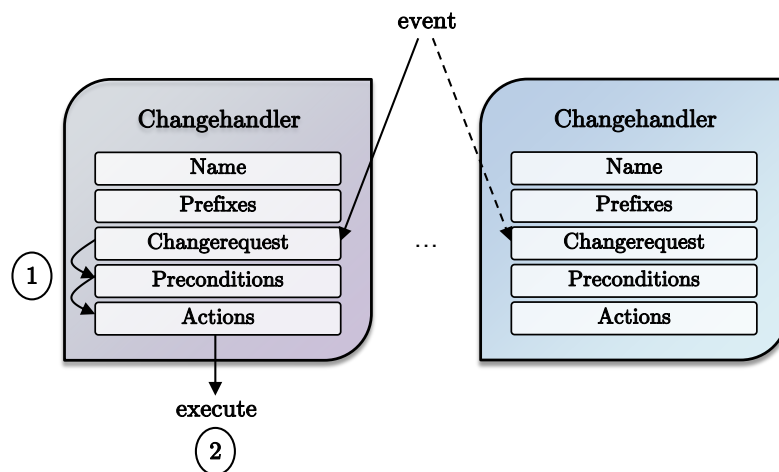 event
Changehandler
Name
Prefixes
Changerequest
Preconditions
Actions
1
execute
2
...
Changehandler
Name
Prefixes
Changerequest
Preconditions
Actions